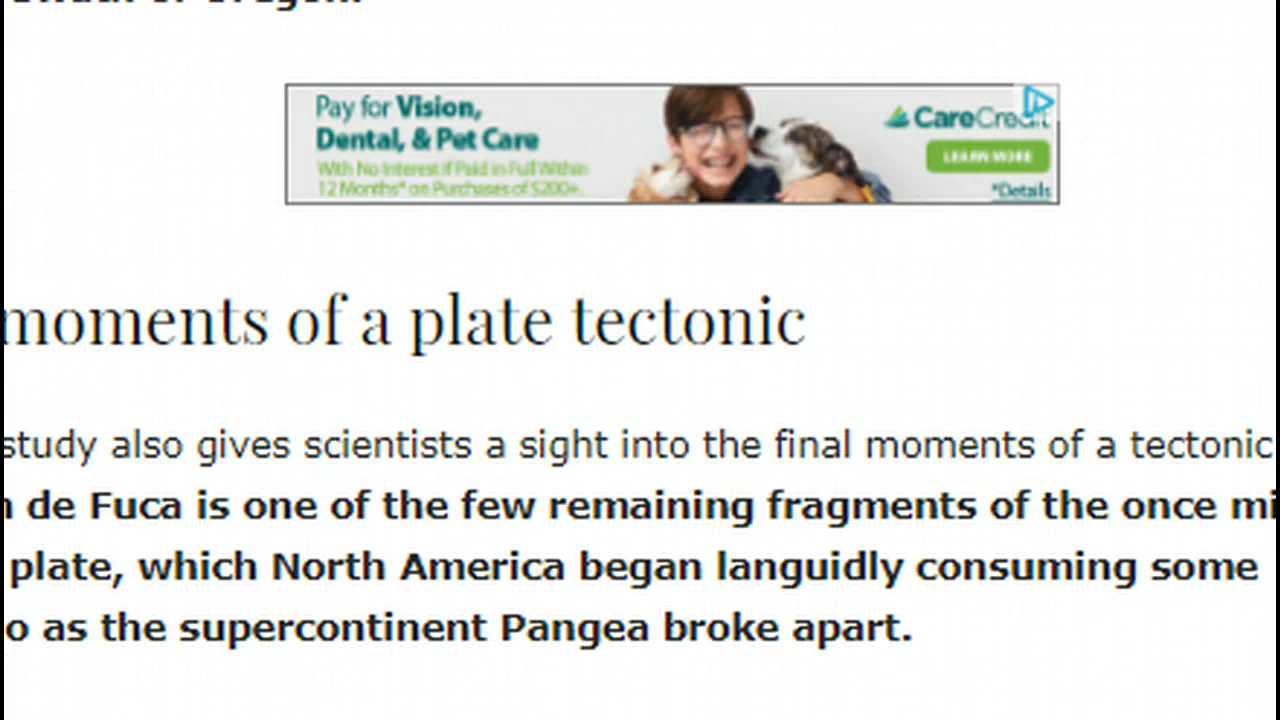 Pay for Vision,
Dental, & Pet Care
With No Interest if Paid in Full Within
12 Months* on Purchases of $200+.
CareCredit
LEARN MORE
*Details
moments of a plate tectonic
study also gives scientists a sight into the final moments of a tectonic
de Fuca is one of the few remaining fragments of the once
plate, which North America began languidly consuming some
as the supercontinent Pangea broke apart.